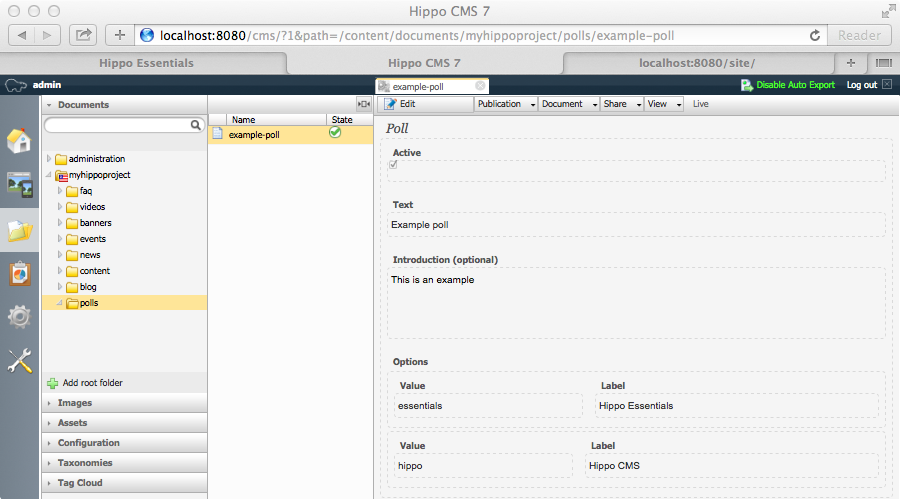 Hippo CMS 7
localhost:8080/cms/?1&path=/content/documents/myhippoproject/polls/example-poll
Reader
Hippo Essentials
Hippo CMS 7
localhost:8080/site/
admin
example-poll
Disable Auto Export
Log out
Documents
Name
State
example-poll
administration
myhippoproject
faq
videos
banners
events
news
content
blog
polls
Add root folder
Images
Assets
Configuration
Taxonomies
Tag Cloud
Edit
Publication
Document
Share
View
Live
Poll
Active
Text
Example poll
Introduction (optional)
This is an example
Options
Value Label
essentials Hippo Essentials
Value Label
hippo Hippo CMS